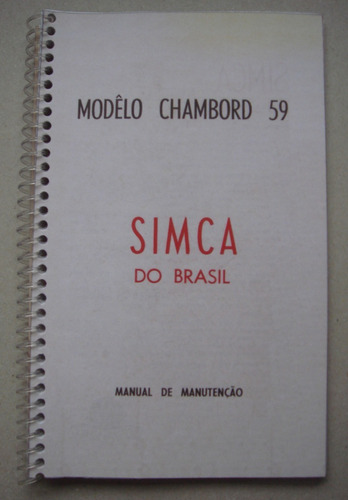 MODÊLO CHAMBORD 59
SIMCA
DO BRASIL
MANUAL DE MANUTENÇÃO